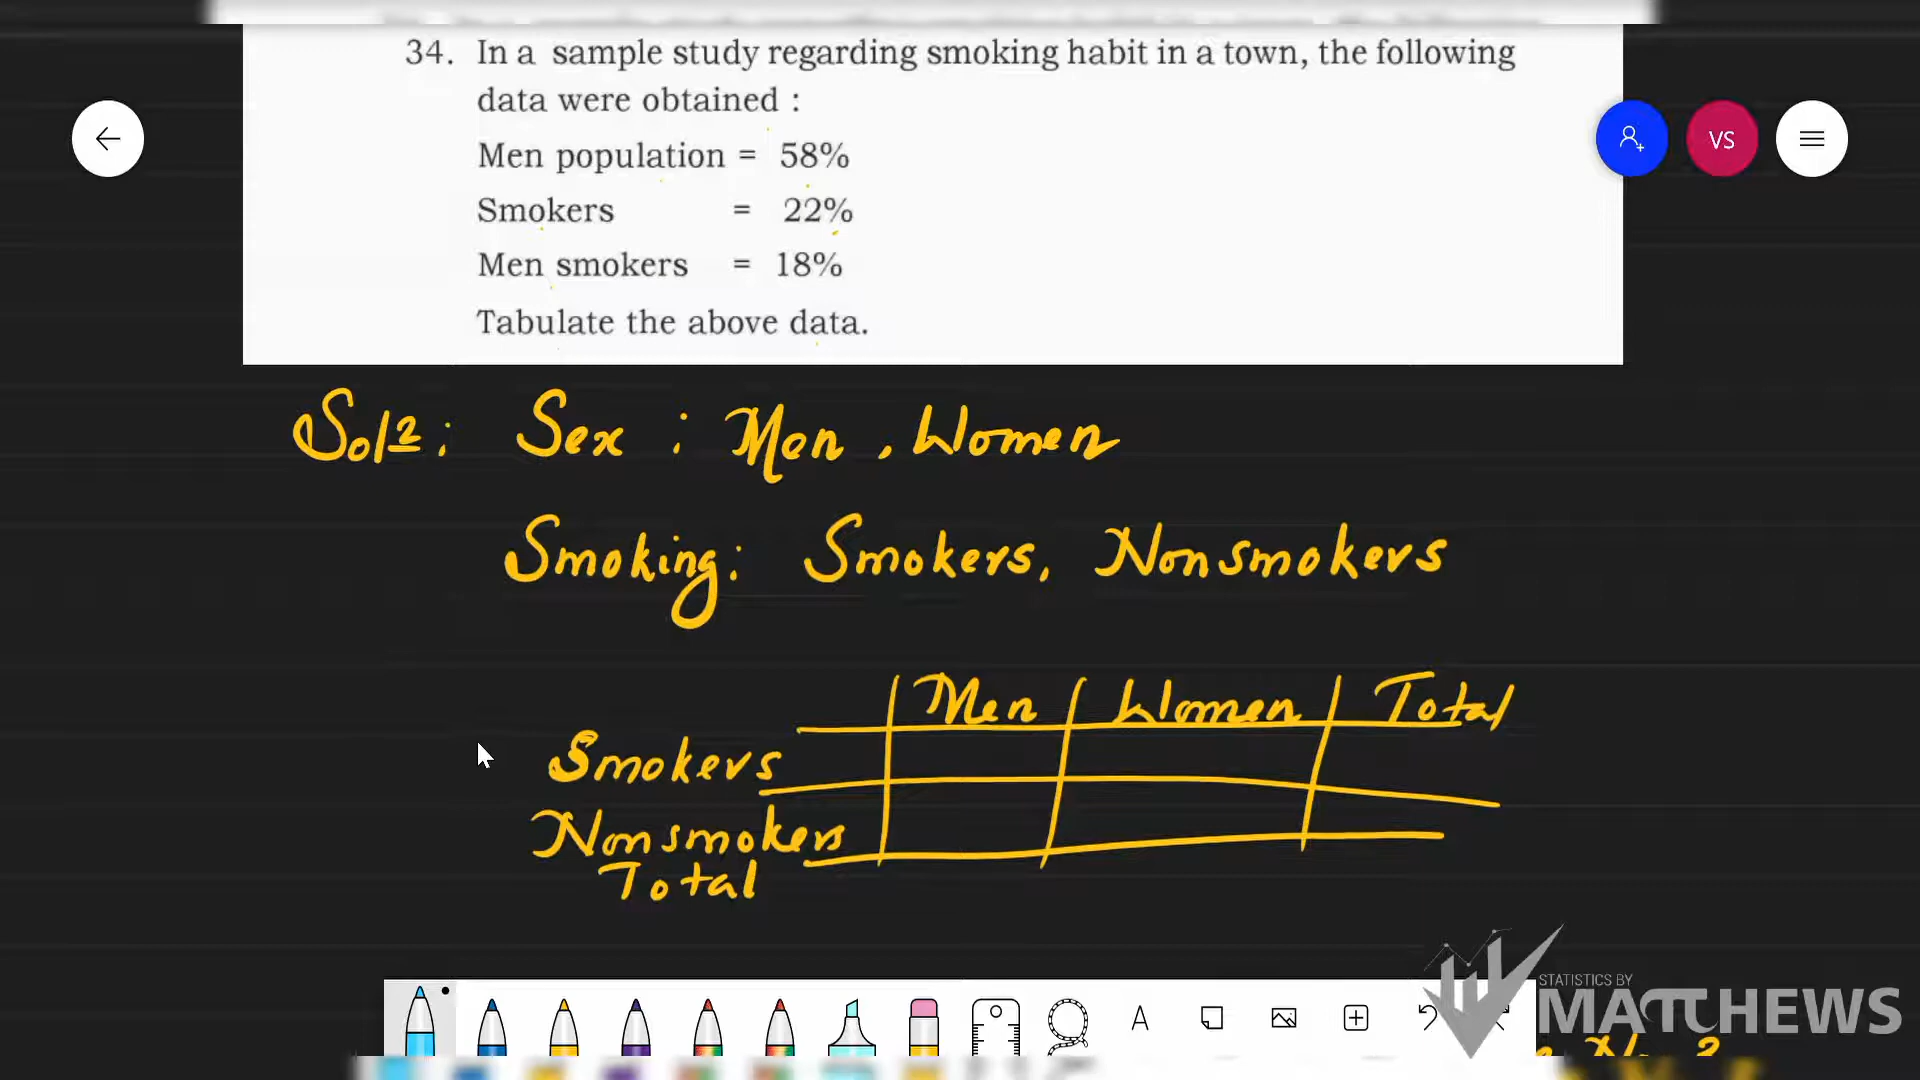 34. In a sample study regarding smoking habit in a town, the following
data were obtained :
Men population = 58%
Smokers = 22%
Men smokers = 18%
Tabulate the above data.
VS
Sol2: Sex : Men , Women
Smoking: Smokers, Nonsmokers
Men Women Total
Smokers
Nonsmokers
Total
A
STATISTICS BY
MATTHEWS